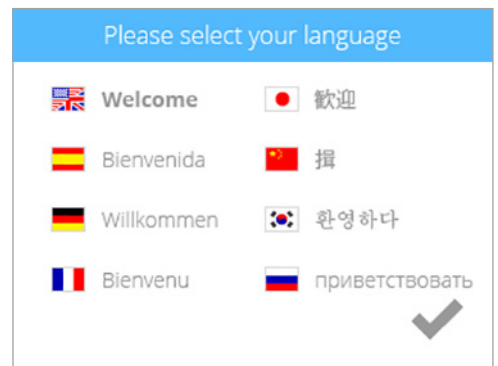 Please select your language
Welcome
歓迎
Bienvenida
揖
Willkommen
환영하다
Bienvenu
приветствовать